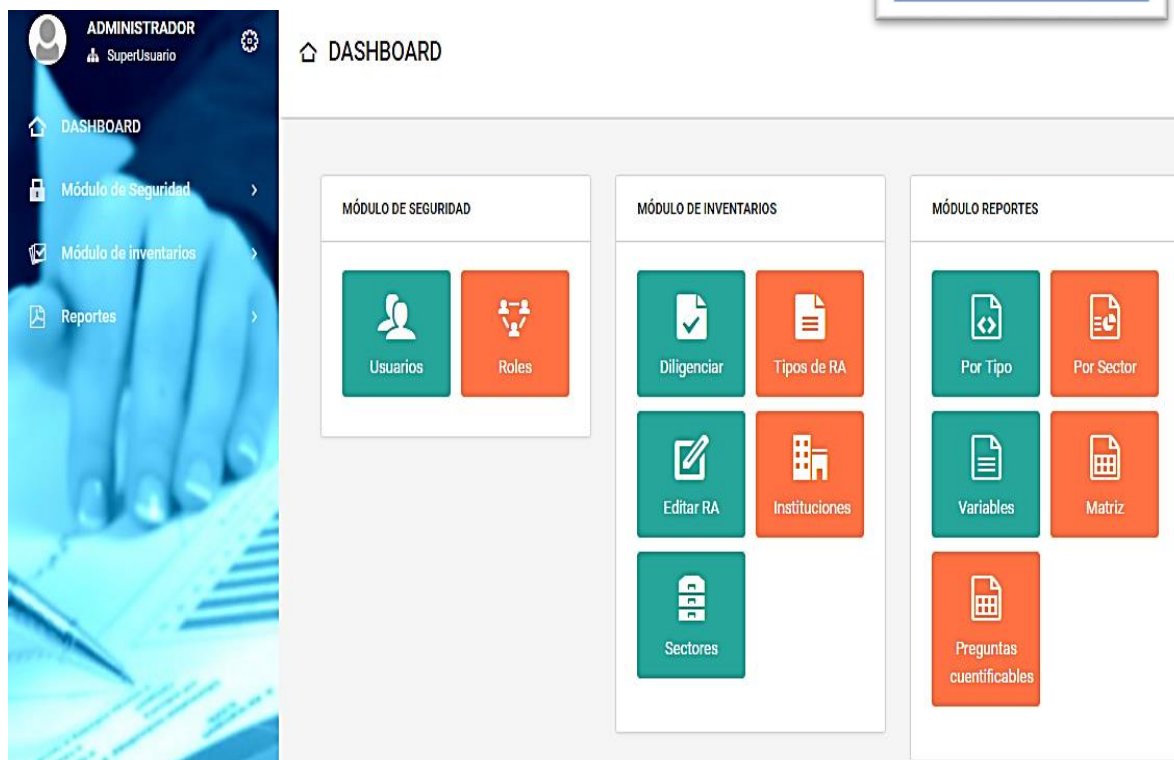 ADMINISTRADOR
SuperUsuario
DASHBOARD
Módulo de Seguridad
Módulo de inventarios
Reportes
DASHBOARD
MÓDULO DE SEGURIDAD
Usuarios
Roles
MÓDULO DE INVENTARIOS
Diligenciar
Tipos de RA
Editar RA
Instituciones
Sectores
MÓDULO REPORTES
Por Tipo
Por Sector
Variables
Matriz
Preguntas
cuentificables